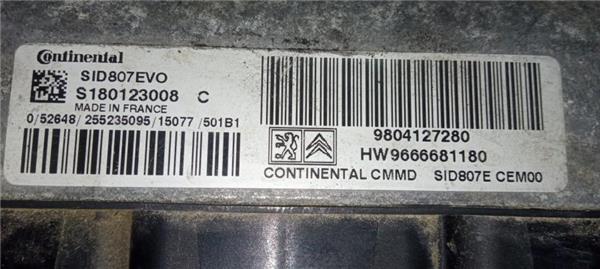 Continental
SID807EVO
S180123008 C
MADE IN FRANCE
0/52648/255235095/15077/501B1
9804127280
HW9666681180
CONTINENTAL CMMD SID807E CEM00